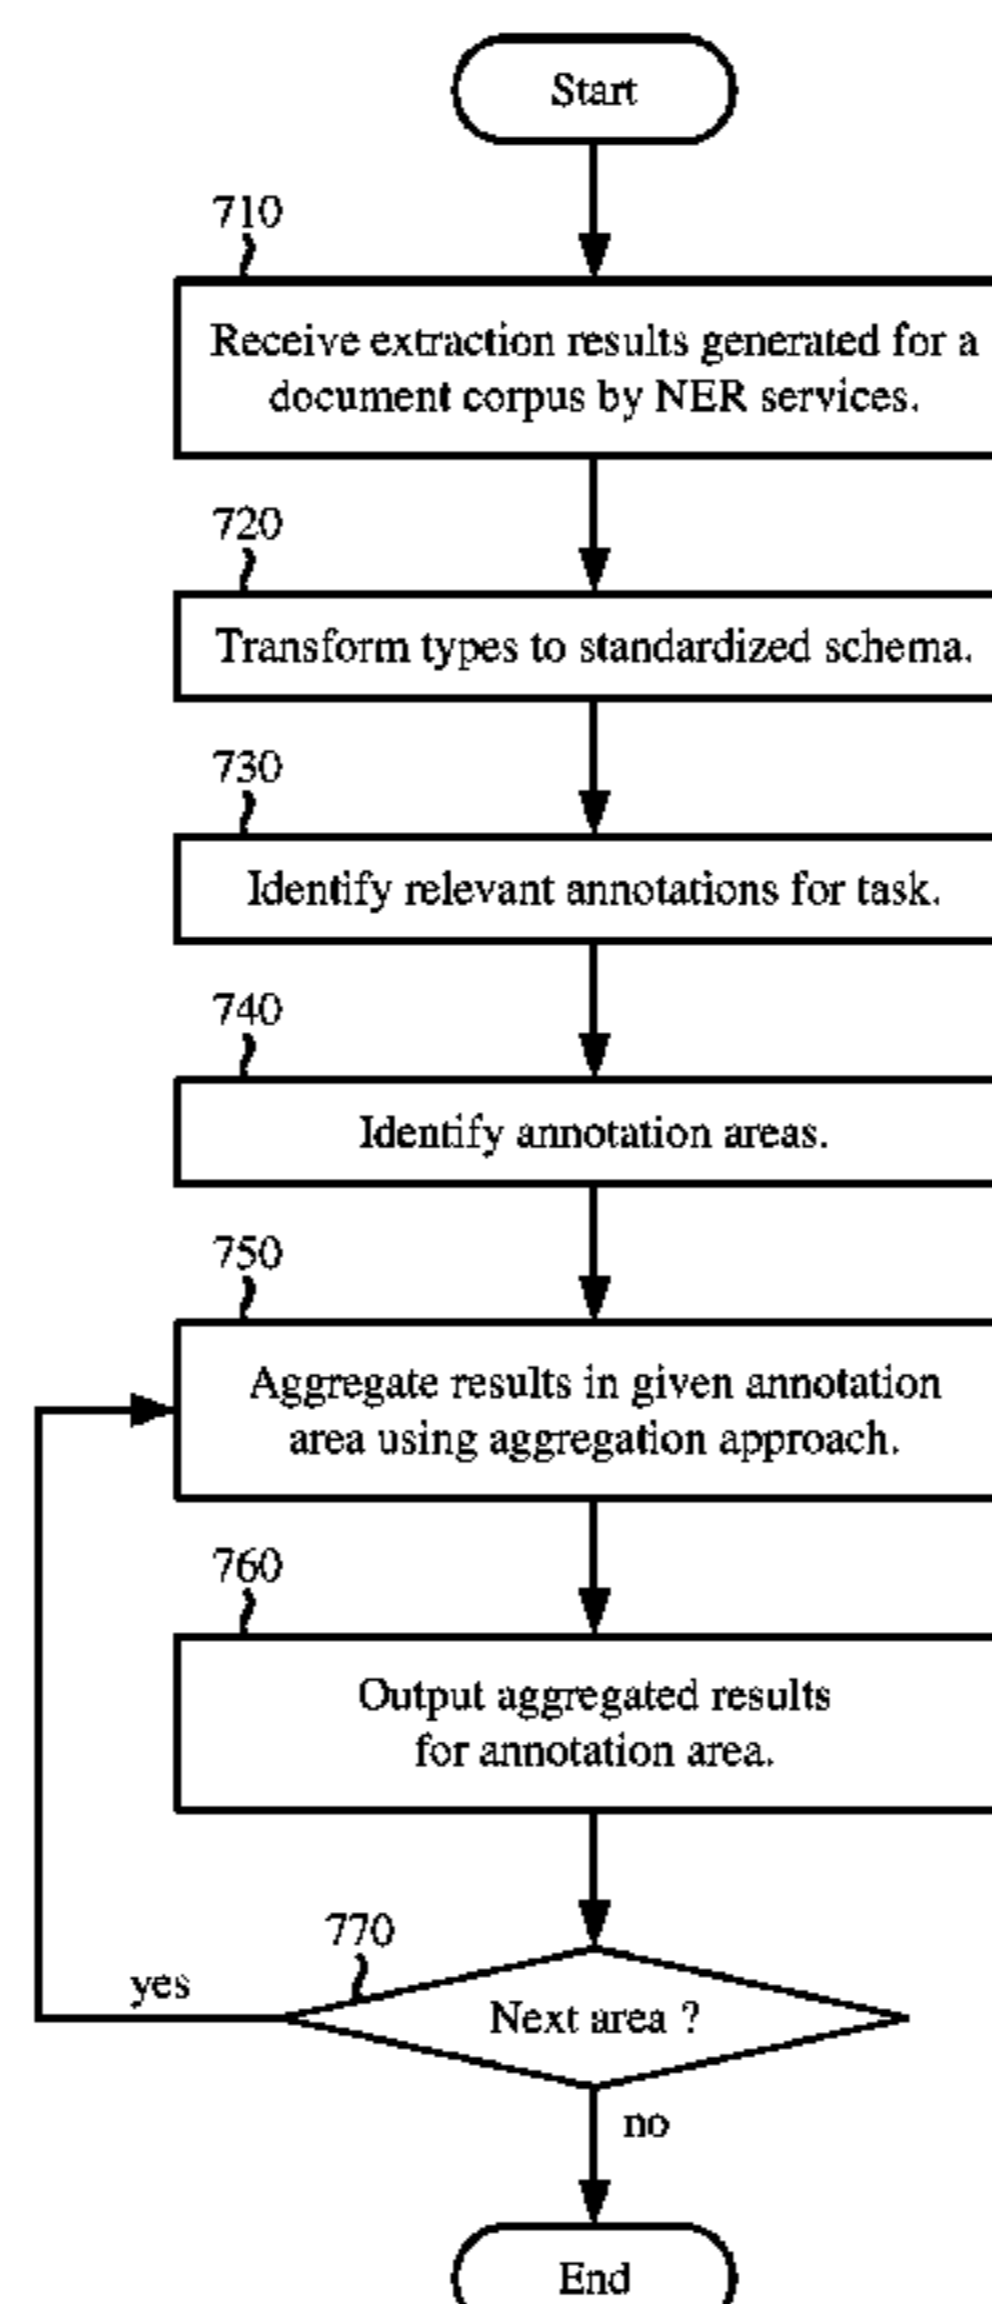 Start
710
Receive extraction results generated for a
document corpus by NER services.
720
Transform types to standardized schema.
730
Identify relevant annotations for task.
740
Identify annotation areas.
750
Aggregate results in given annotation
area using aggregation approach.
760
Output aggregated results
for annotation area.
770
yes
Next area ?
no
End